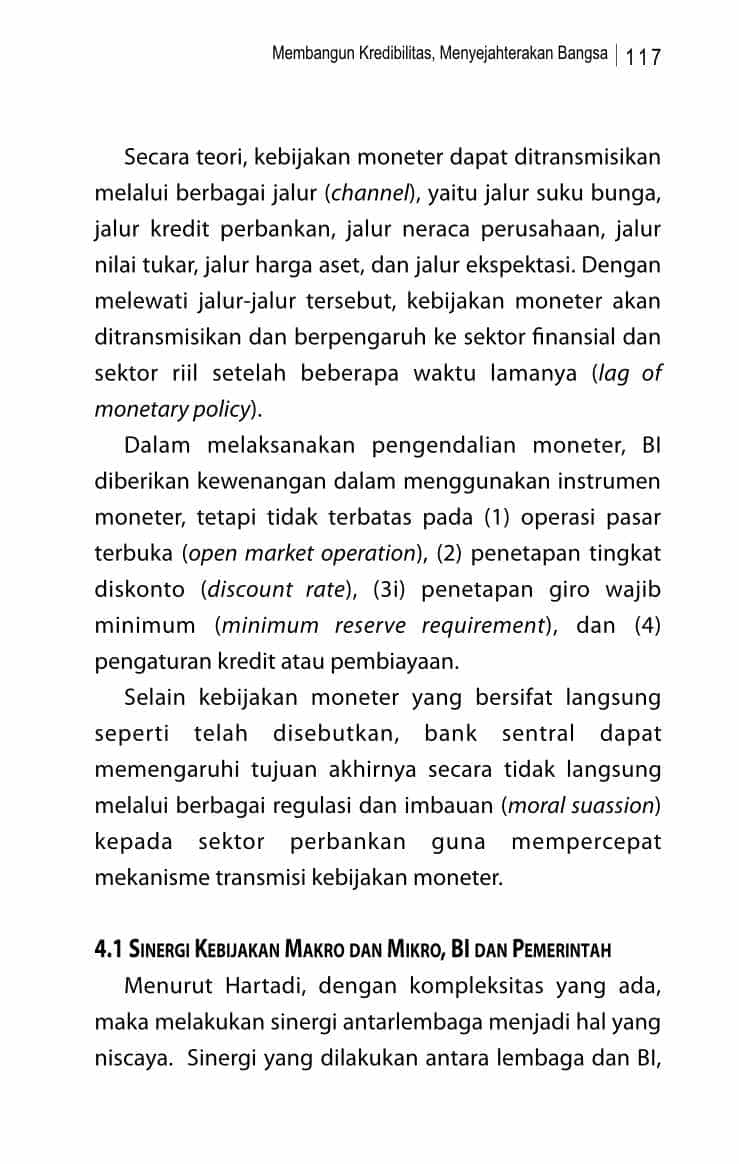 Membangun Kredibilitas, Menyejahterakan Bangsa | 117
Secara teori, kebijakan moneter dapat ditransmisikan
melalui berbagai jalur (channel), yaitu jalur suku bunga,
jalur kredit perbankan, jalur neraca perusahaan, jalur
nilai tukar, jalur harga aset, dan jalur ekspektasi. Dengan
melewati jalur-jalur tersebut, kebijakan moneter akan
ditransmisikan dan berpengaruh ke sektor finansial dan
sektor riil setelah beberapa waktu lamanya (lag of
monetary policy).
Dalam melaksanakan pengendalian moneter, BI
diberikan kewenangan dalam menggunakan instrumen
moneter, tetapi tidak terbatas pada (1) operasi pasar
terbuka (open market operation), (2) penetapan tingkat
diskonto (discount rate), (3i) penetapan giro wajib
minimum (minimum reserve requirement), dan (4)
pengaturan kredit atau pembiayaan.
Selain kebijakan moneter yang bersifat langsung
seperti telah disebutkan, bank sentral dapat
memengaruhi tujuan akhirnya secara tidak langsung
melalui berbagai regulasi dan imbauan (moral suassion)
kepada sektor perbankan guna mempercepat
mekanisme transmisi kebijakan moneter.
4.1 Sinergi Kebijakan Makro dan Mikro, BI dan Pemerintah
Menurut Hartadi, dengan kompleksitas yang ada,
maka melakukan sinergi antarlembaga menjadi hal yang
niscaya. Sinergi yang dilakukan antara lembaga dan BI,